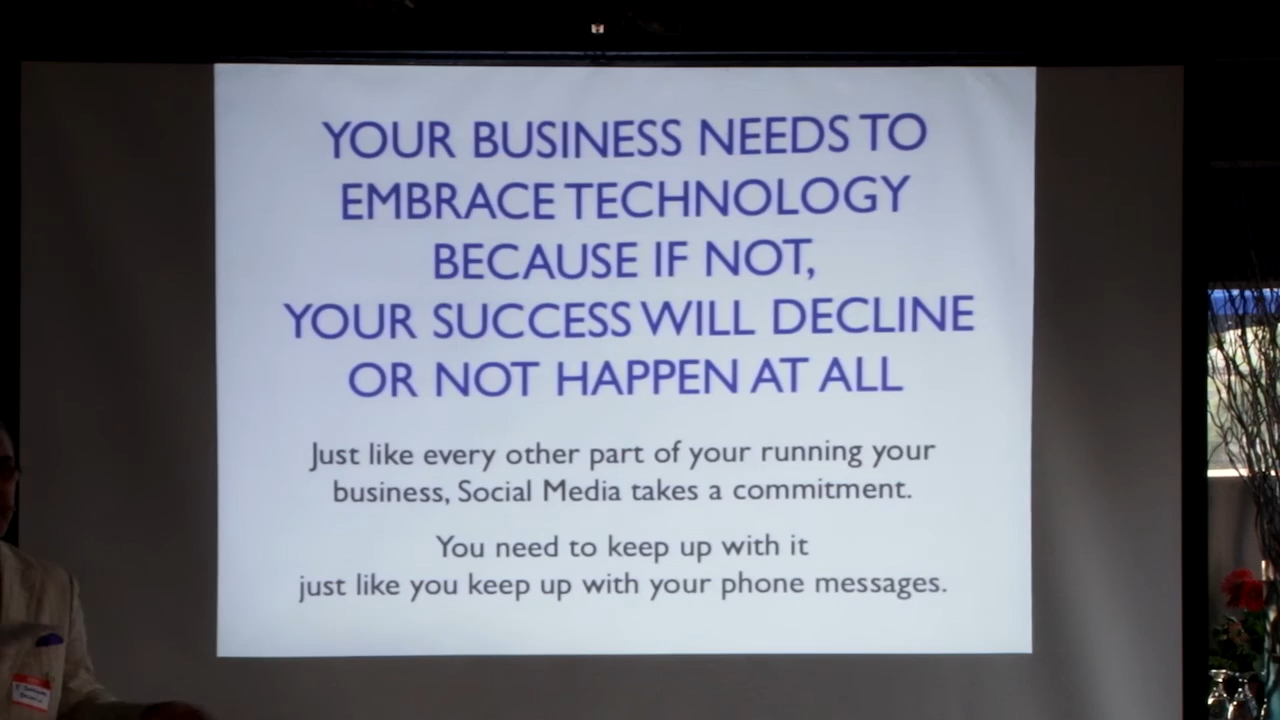 YOUR BUSINESS NEEDS TO
EMBRACE TECHNOLOGY
BECAUSE IF NOT,
YOUR SUCCESS WILL DECLINE
OR NOT HAPPEN AT ALL
Just like every other part of your running your
business, Social Media takes a commitment.
You need to keep up with it
just like you keep up with your phone messages.